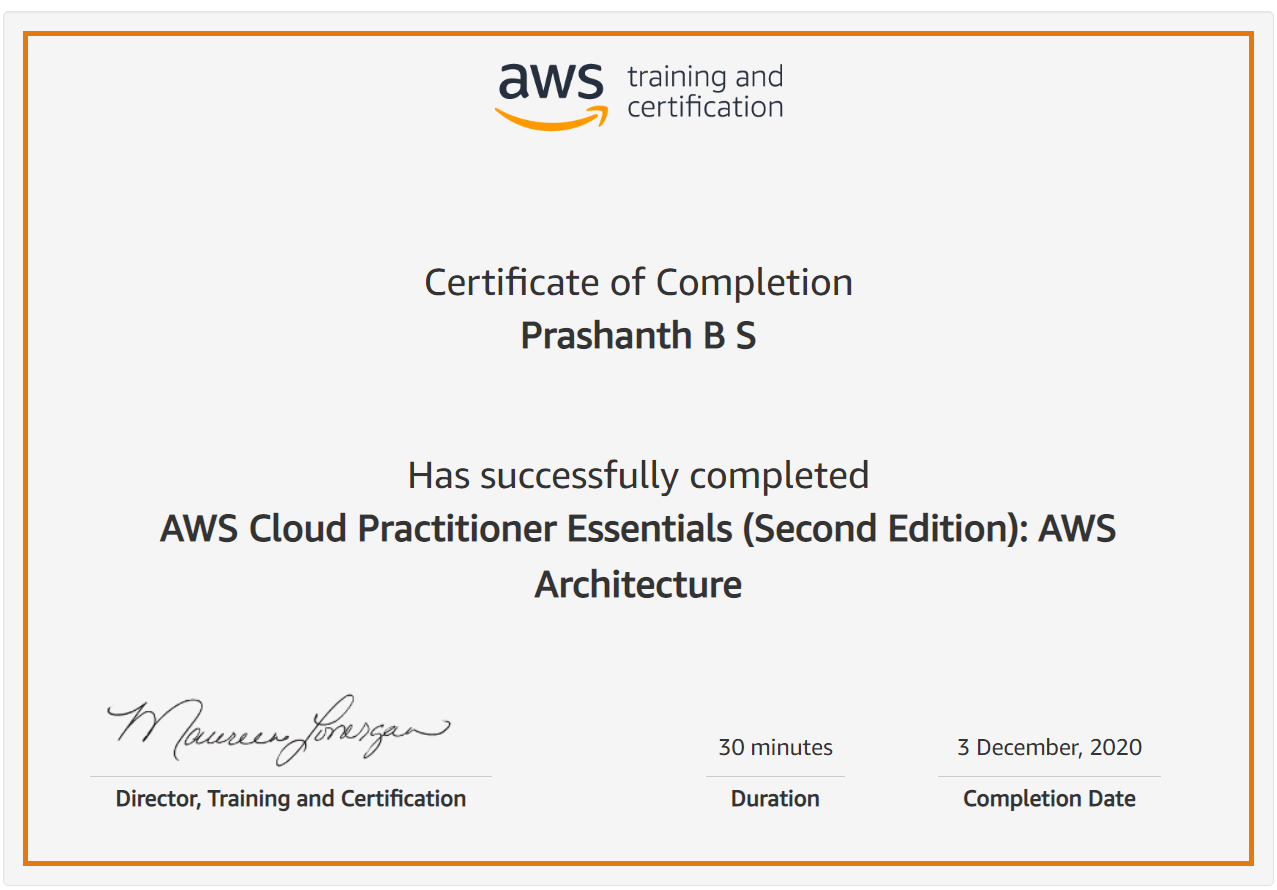 aws training and
certification
Certificate of Completion
Prashanth B S
Has successfully completed
AWS Cloud Practitioner Essentials (Second Edition): AWS
Architecture
Maureen Lonergan
30 minutes
3 December, 2020
Director, Training and Certification
Duration
Completion Date